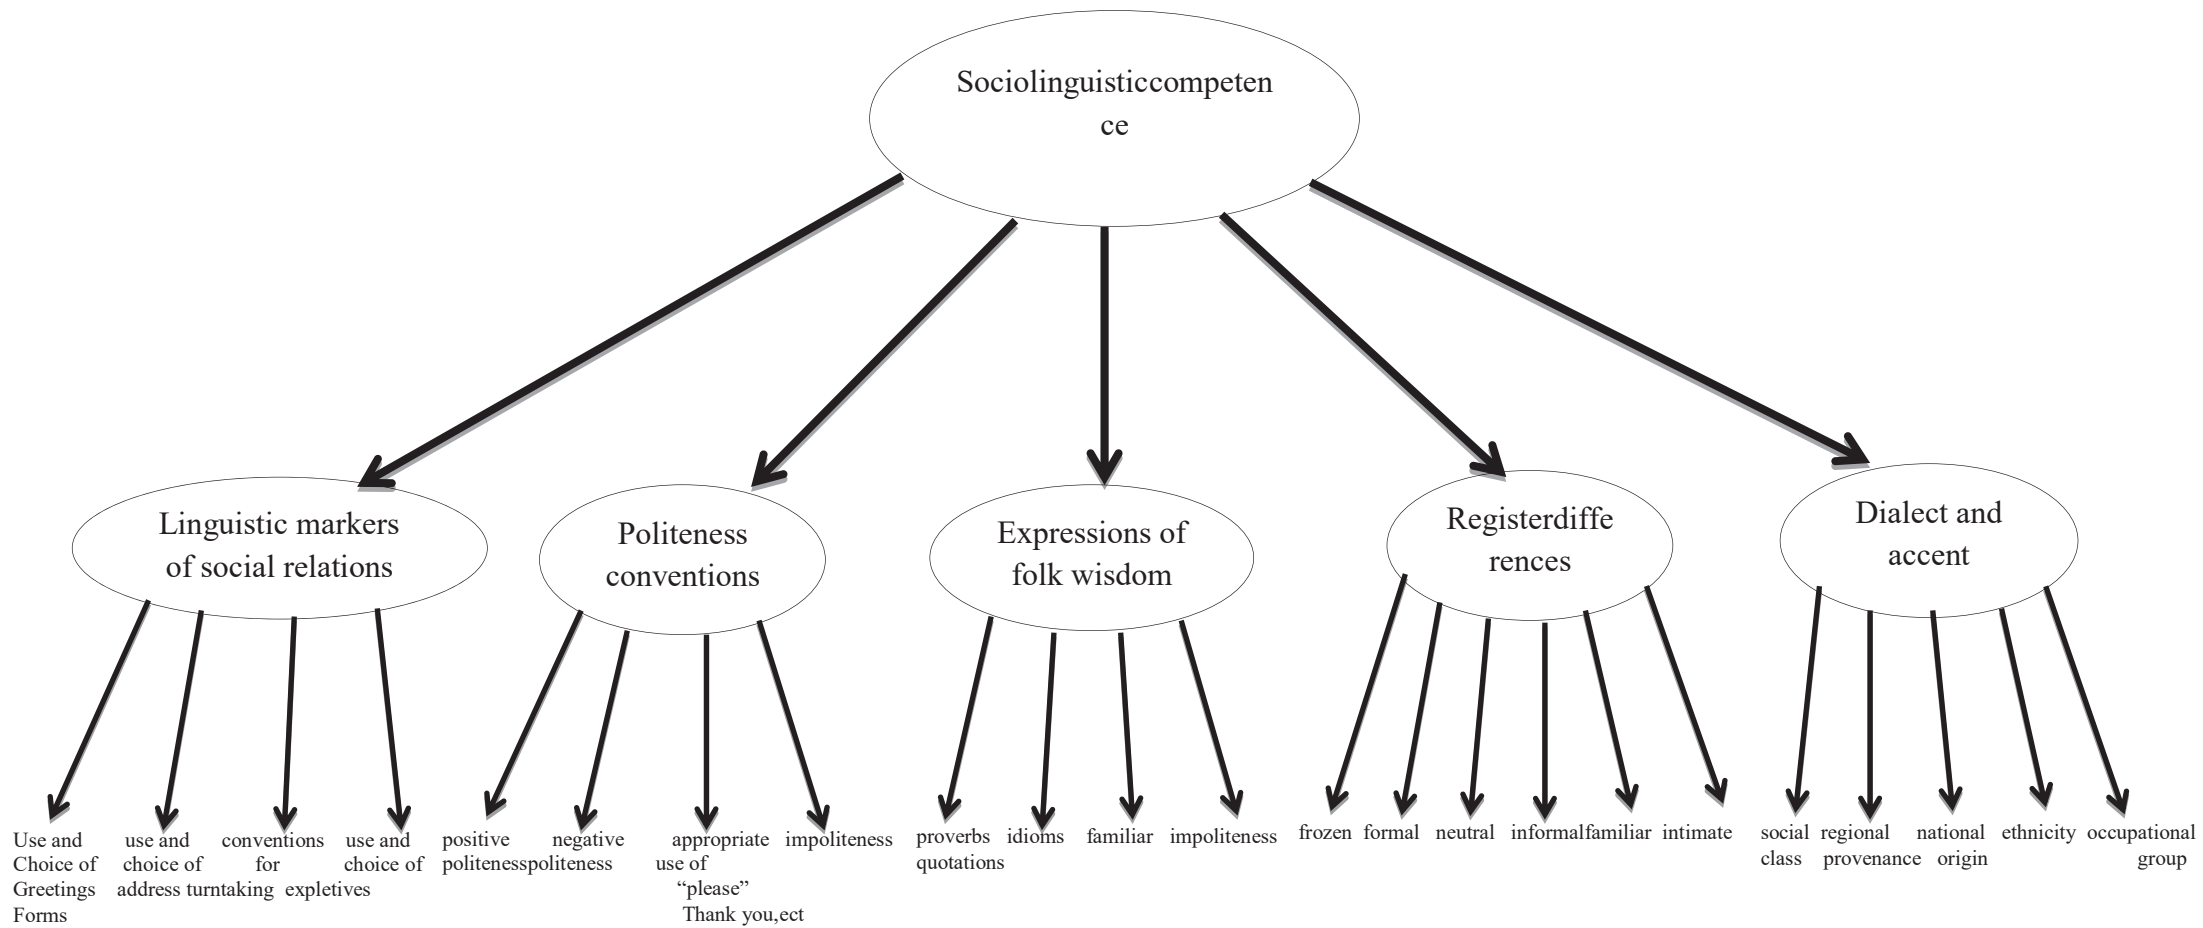 Sociolinguisticcompeten
ce
Linguistic markers
of social relations
Politeness
conventions
Expressions of
folk wisdom
Registerdiffe
rences
Dialect and
accent
Use and
Choice of
Greetings
Forms
use and
choice of
address turntaking expletives
conventions
for
use and
choice of
positive
politenesspoliteness
negative
appropriate
use of
“please”
Thank you,ect
impoliteness
proverbs
quotations
idioms
familiar
impoliteness
frozen formal neutral informalfamiliar intimate
social
class
regional
provenance
national
origin
ethnicity
occupational
group